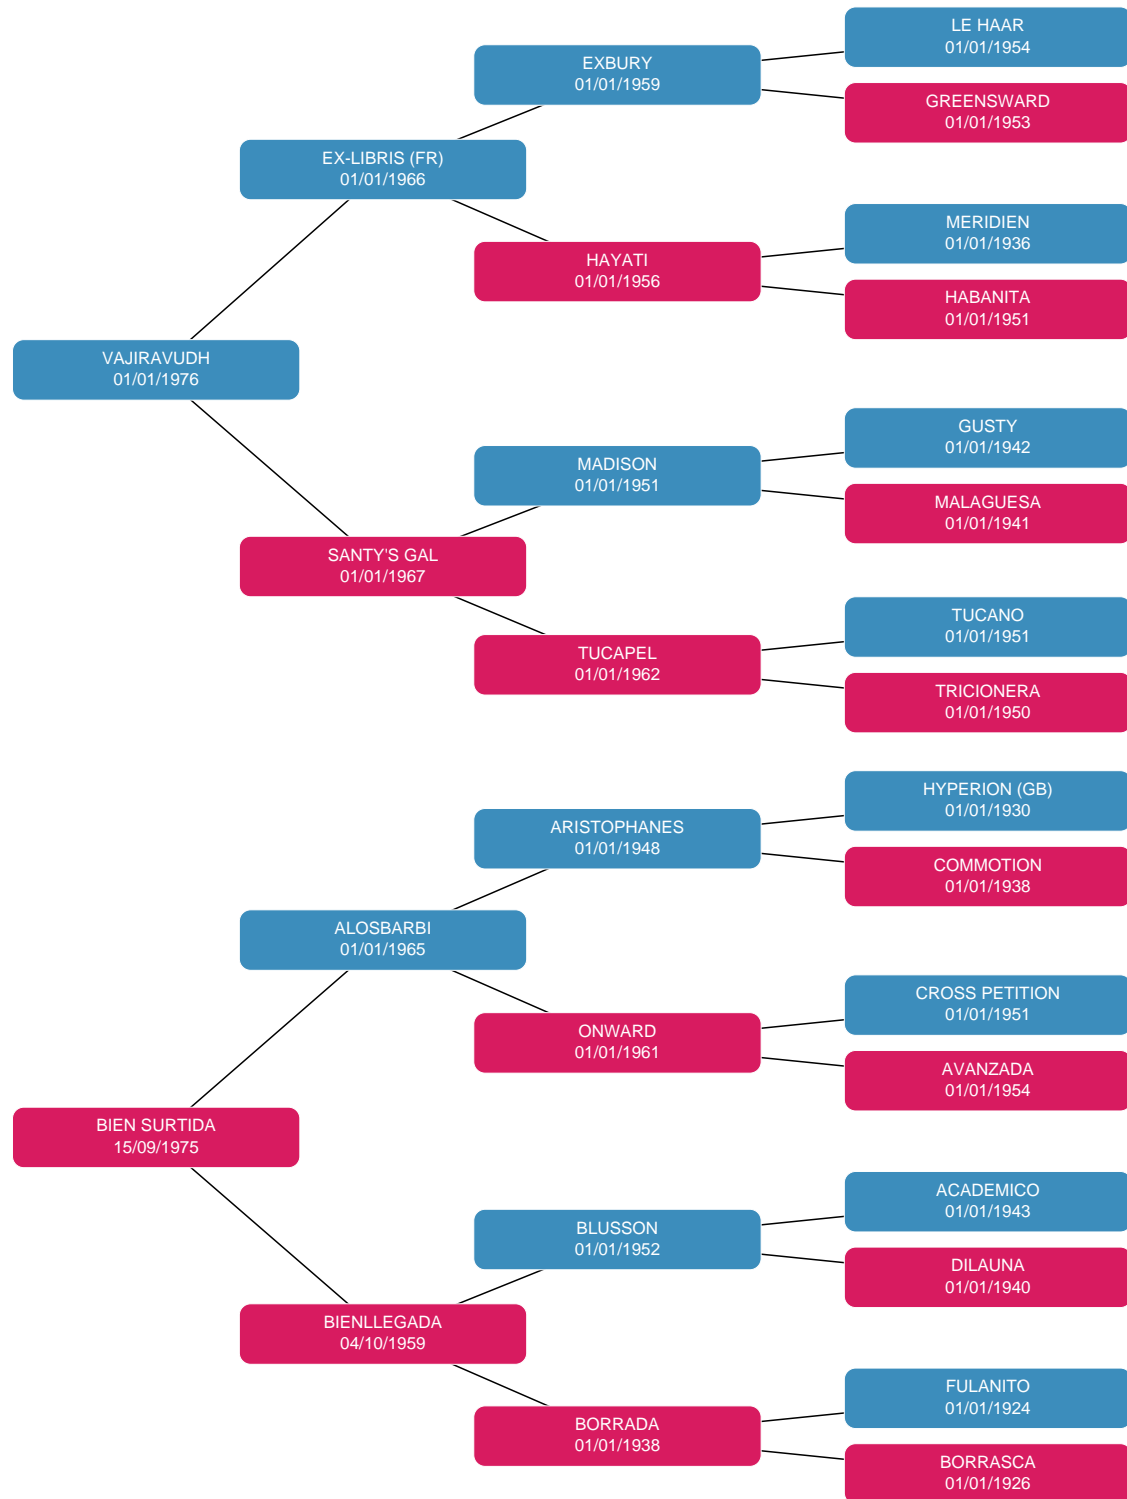 LE HAAR
01/01/1954
EXBURY
01/01/1959
GREENSWARD
01/01/1953
EX-LIBRIS (FR)
01/01/1966
MERIDIEN
01/01/1936
HAYATI
01/01/1956
HABANITA
01/01/1951
VAJIRAVUDH
01/01/1976
GUSTY
01/01/1942
MADISON
01/01/1951
MALAGUESA
01/01/1941
SANTY'S GAL
01/01/1967
TUCANO
01/01/1951
TUCAPEL
01/01/1962
TRICIONERA
01/01/1950
HYPERION (GB)
01/01/1930
ARISTOPHANES
01/01/1948
COMMOTION
01/01/1938
ALOSBARBI
01/01/1965
CROSS PETITION
01/01/1951
ONWARD
01/01/1961
AVANZADA
01/01/1954
BIEN SURTIDA
15/09/1975
ACADEMICO
01/01/1943
BLUSSON
01/01/1952
DILAUNA
01/01/1940
BIENLLEGADA
04/10/1959
FULANITO
01/01/1924
BORRADA
01/01/1938
BORRASCA
01/01/1926